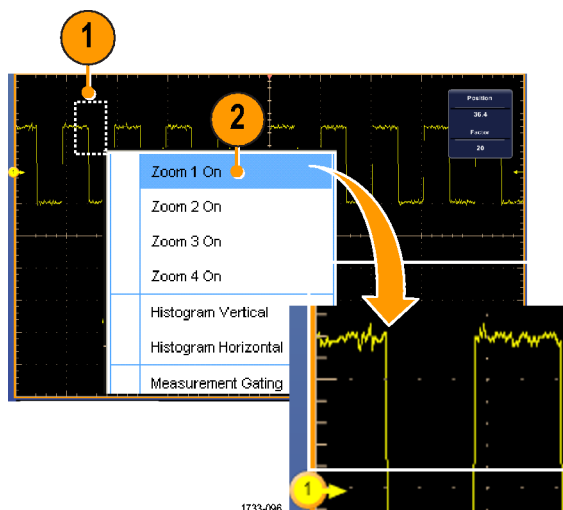 1
2
Position
36.4
Factor
20
Zoom 1 On
Zoom 2 On
Zoom 3 On
Zoom 4 On
Histogram Vertical
Histogram Horizontal
Measurement Gating
1
1733-096